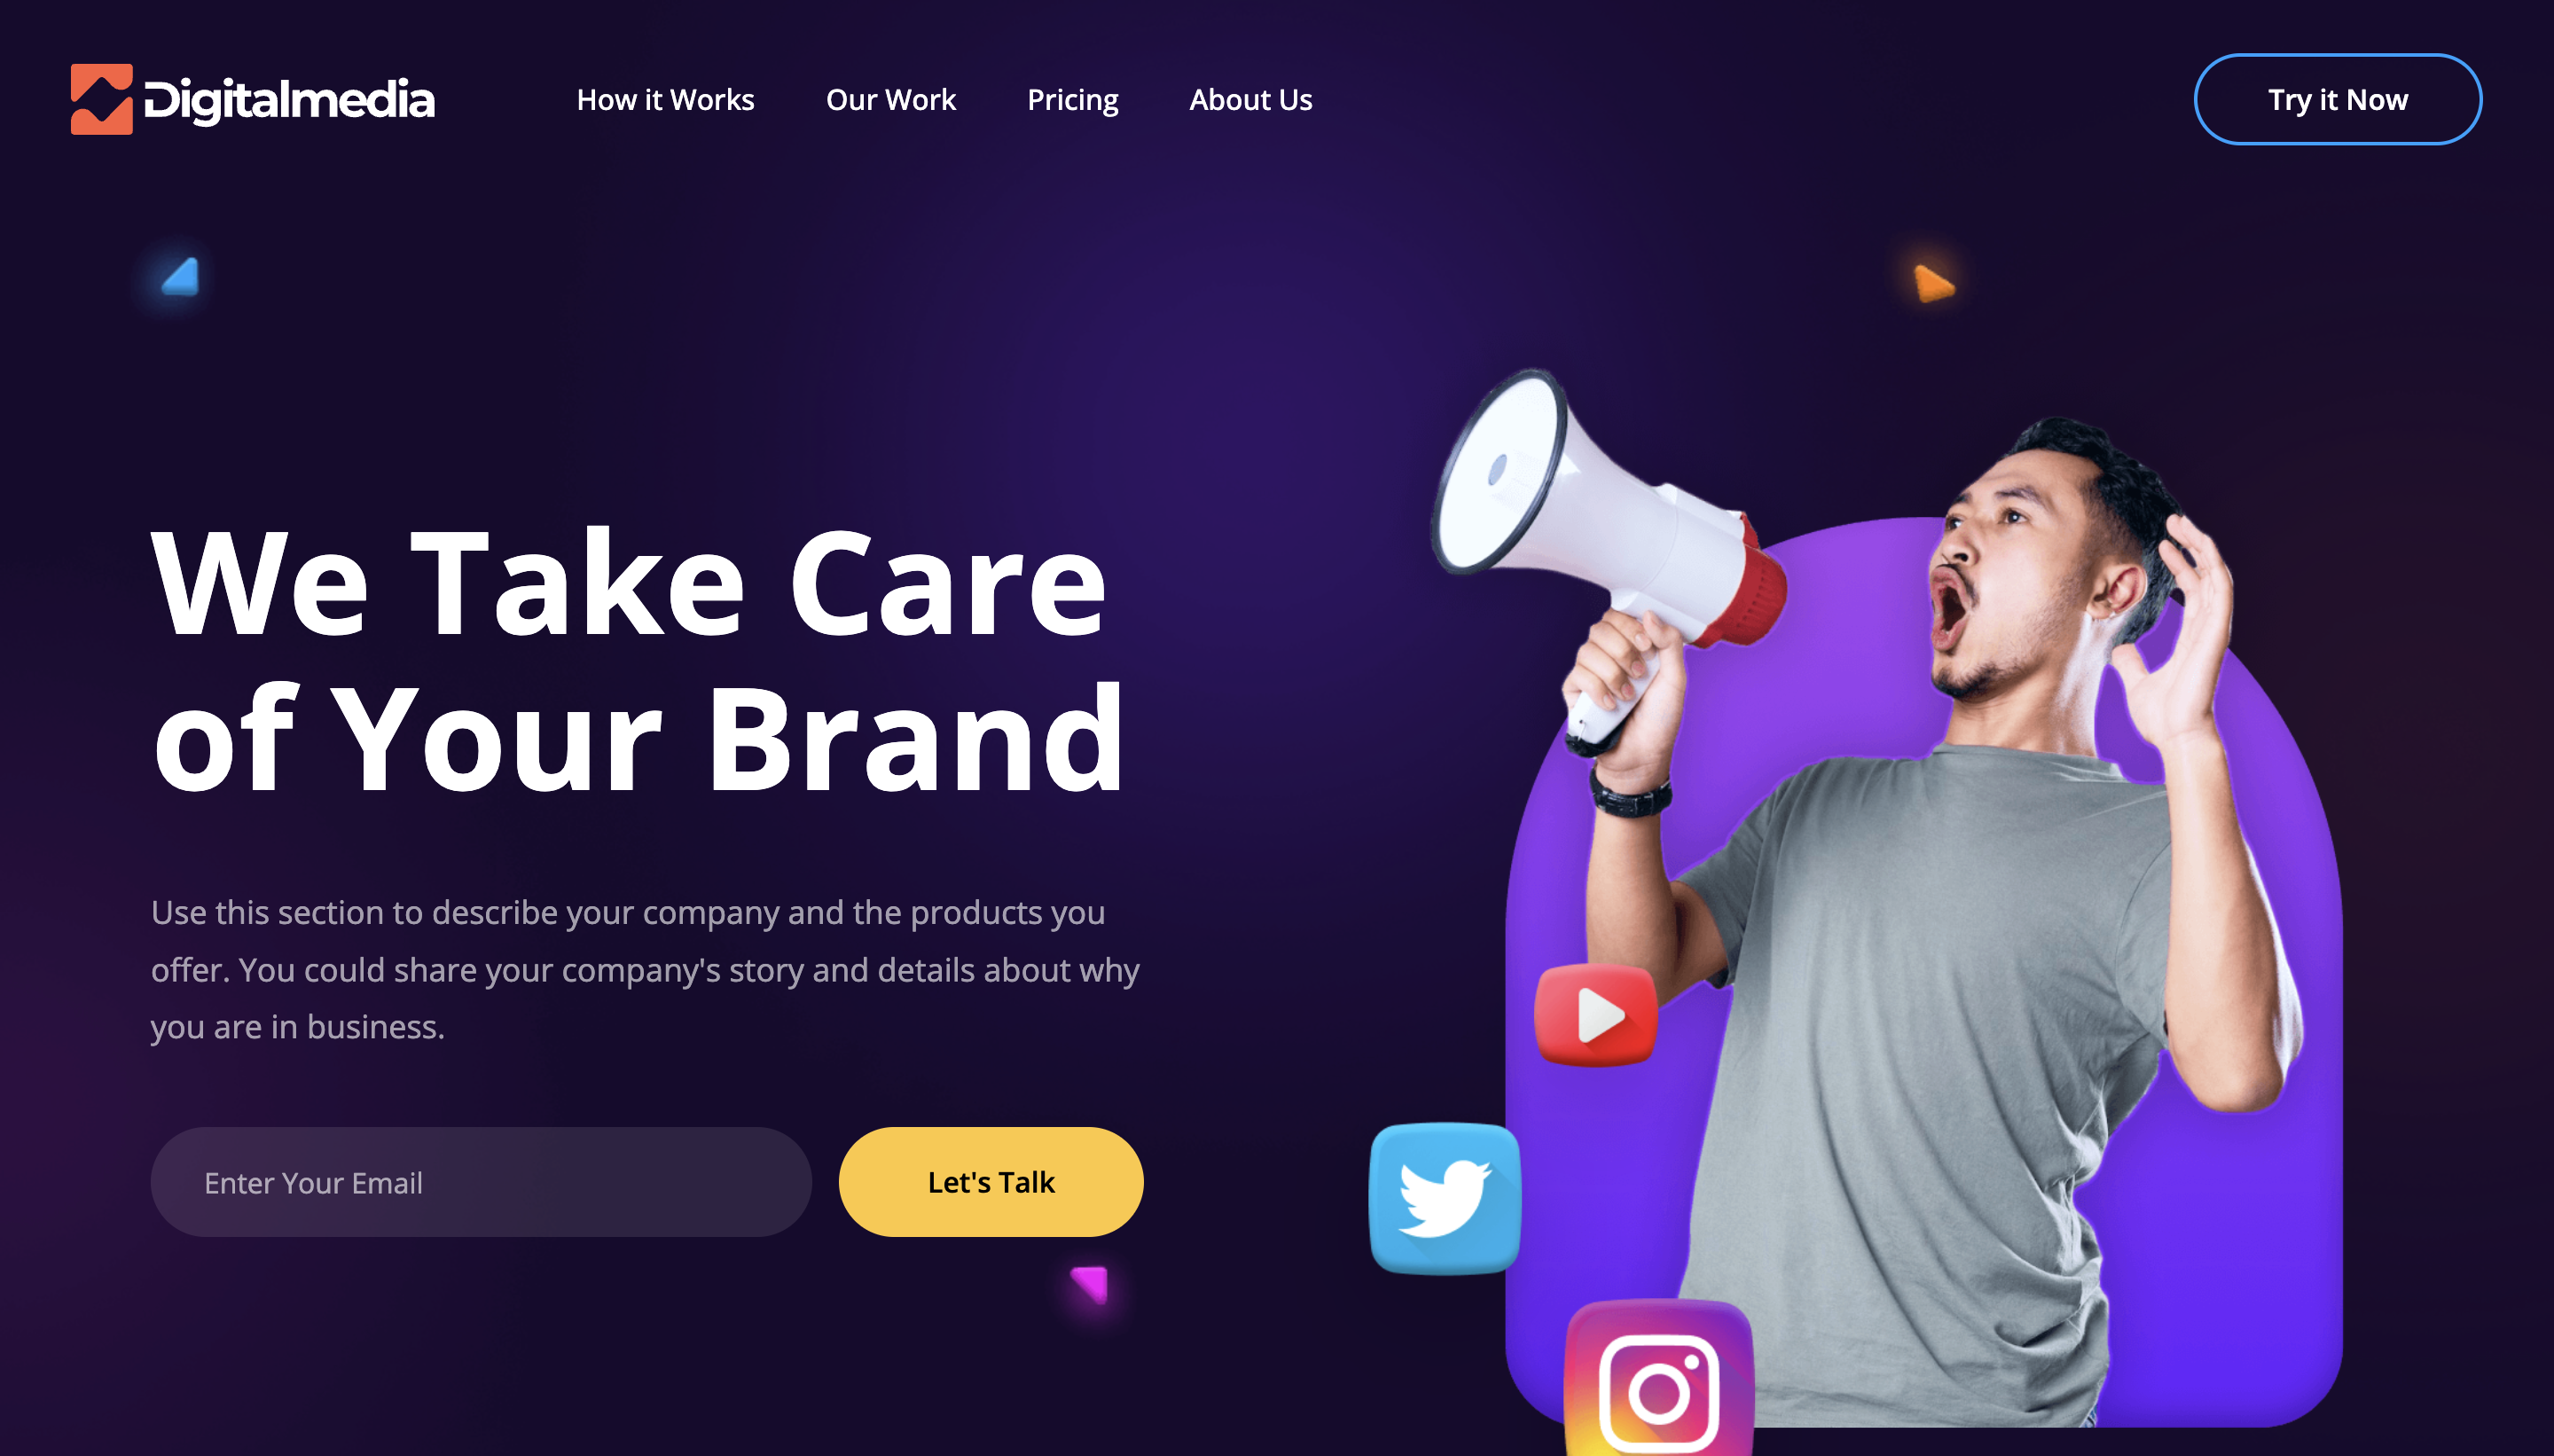 Digitalmedia
How it Works
Our Work
Pricing
About Us
Try it Now
We Take Care
of Your Brand
Use this section to describe your company and the products you
offer. You could share your company's story and details about why
you are in business.
Enter Your Email
Let's Talk